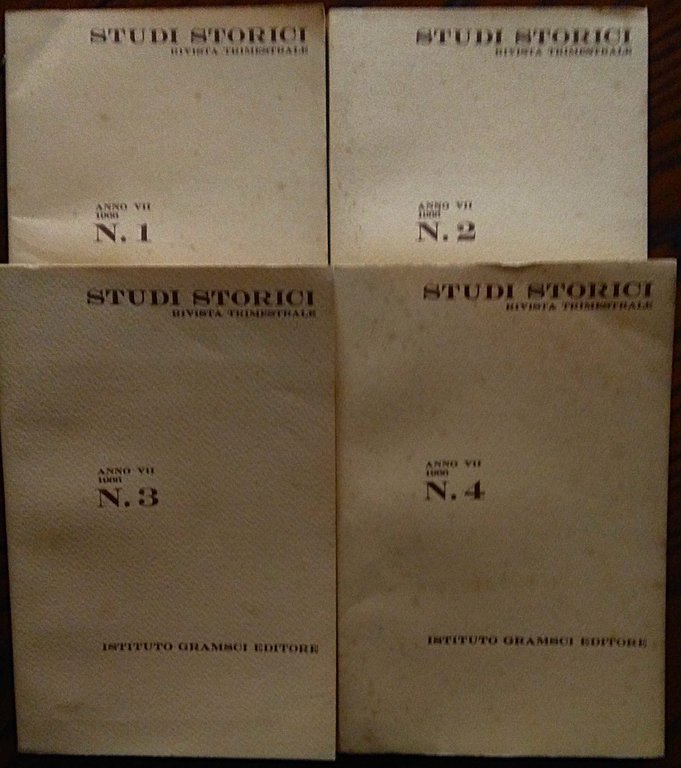 STUDI STORICI
RIVISTA TRIMESTRALE
ANNO VII
1966
N. 1
STUDI STORICI
RIVISTA TRIMESTRALE
ANNO VII
1966
N. 2
STUDI STORICI
RIVISTA TRIMESTRALE
ANNO VII
1966
N. 3
ISTITUTO GRAMSCI EDITORE
STUDI STORICI
RIVISTA TRIMESTRALE
ANNO VII
1966
N. 4
ISTITUTO GRAMSCI EDITORE